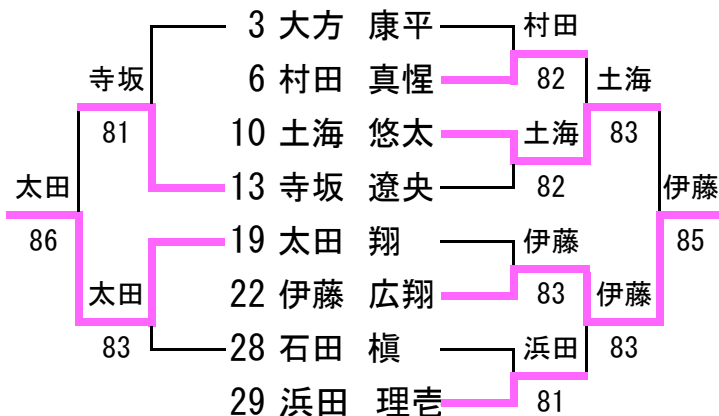 3 大方 康平 村田
寺坂 6 村田 真惺 82 土海
81 10 土海 悠太 土海 83
太田 13 寺坂 遼央 82 伊藤
86 19 太田 翔 伊藤 85
太田 22 伊藤 広翔 83 伊藤
83 28 石田 槇 浜田 83
29 浜田 理壱 81